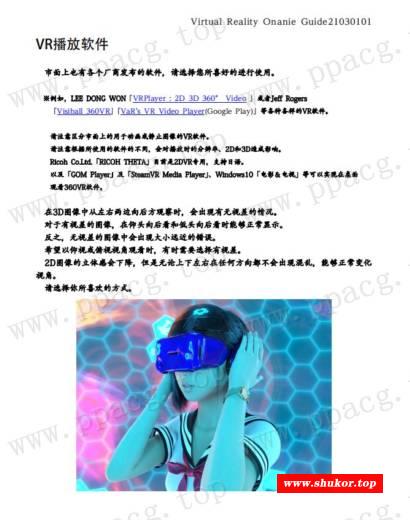 Virtual Reality Onanie Guide21030101
VR播放软件
市面上也有各个厂商发布的软件，请选择您所喜好的进行使用。
※例如，LEE DONG WON「VRPlayer : 2D 3D 360° Video 」或者Jeff Rogers
「Visiball 360VR」「VaR's VR Video Player(Google Play)」等各种各样的VR软件。
请注意区分市面上的用于动画或静止图像的VR软件。
请注意根据所使用的软件的不同，会对播放时的分辨率、2D和3D造成影响。
Ricoh Co.Ltd.「RICOH THETA」目前是2DVR专用，支持日语。
以及「GOM Player」及「SteamVR Media Player」、Windows10「电影&电视」等可以实现在桌面
观看360VR软件。
在3D图像中从左右两边向后方观察时，会出现有无视差的情况。
对于有视差的图像，在仰头向后看和低头向后看时能够正常显示。
反之，无视差的图像中会出现大小远近的错误。
希望以仰视或俯视视角观看时，有时需要选择有视差。
2D图像的立体感会下降，但是无论上下左右在任何方向都不会出现混乱，能够正常变化
视角。
请选择你所喜欢的方式。
www.ppacg.top
www.shukor.top